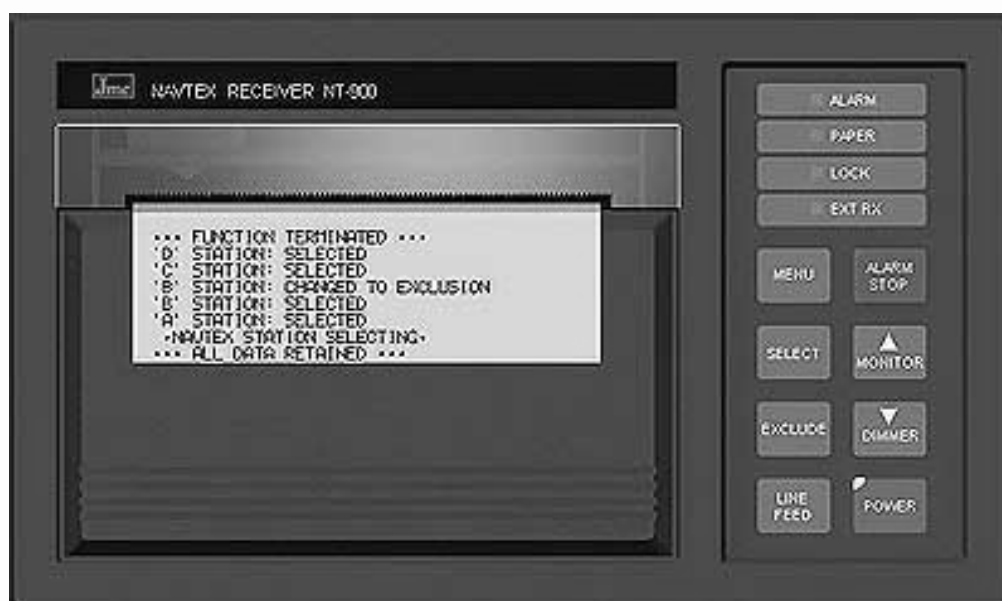 Jmc NAVTEX RECEIVER NT-900
*** FUNCTION TERMINATED ***
'D' STATION: SELECTED
'C' STATION: SELECTED
'B' STATION: CHANGED TO EXCLUSION
'B' STATION: SELECTED
'A' STATION: SELECTED
*NAVTEX STATION SELECTING*
*** ALL DATA RETAINED ***
ALARM
PAPER
LOCK
EXT RX
MENU
ALARM
STOP
SELECT
▲
MONITOR
EXCLUDE
▼
DIMMER
LINE
FEED
POWER